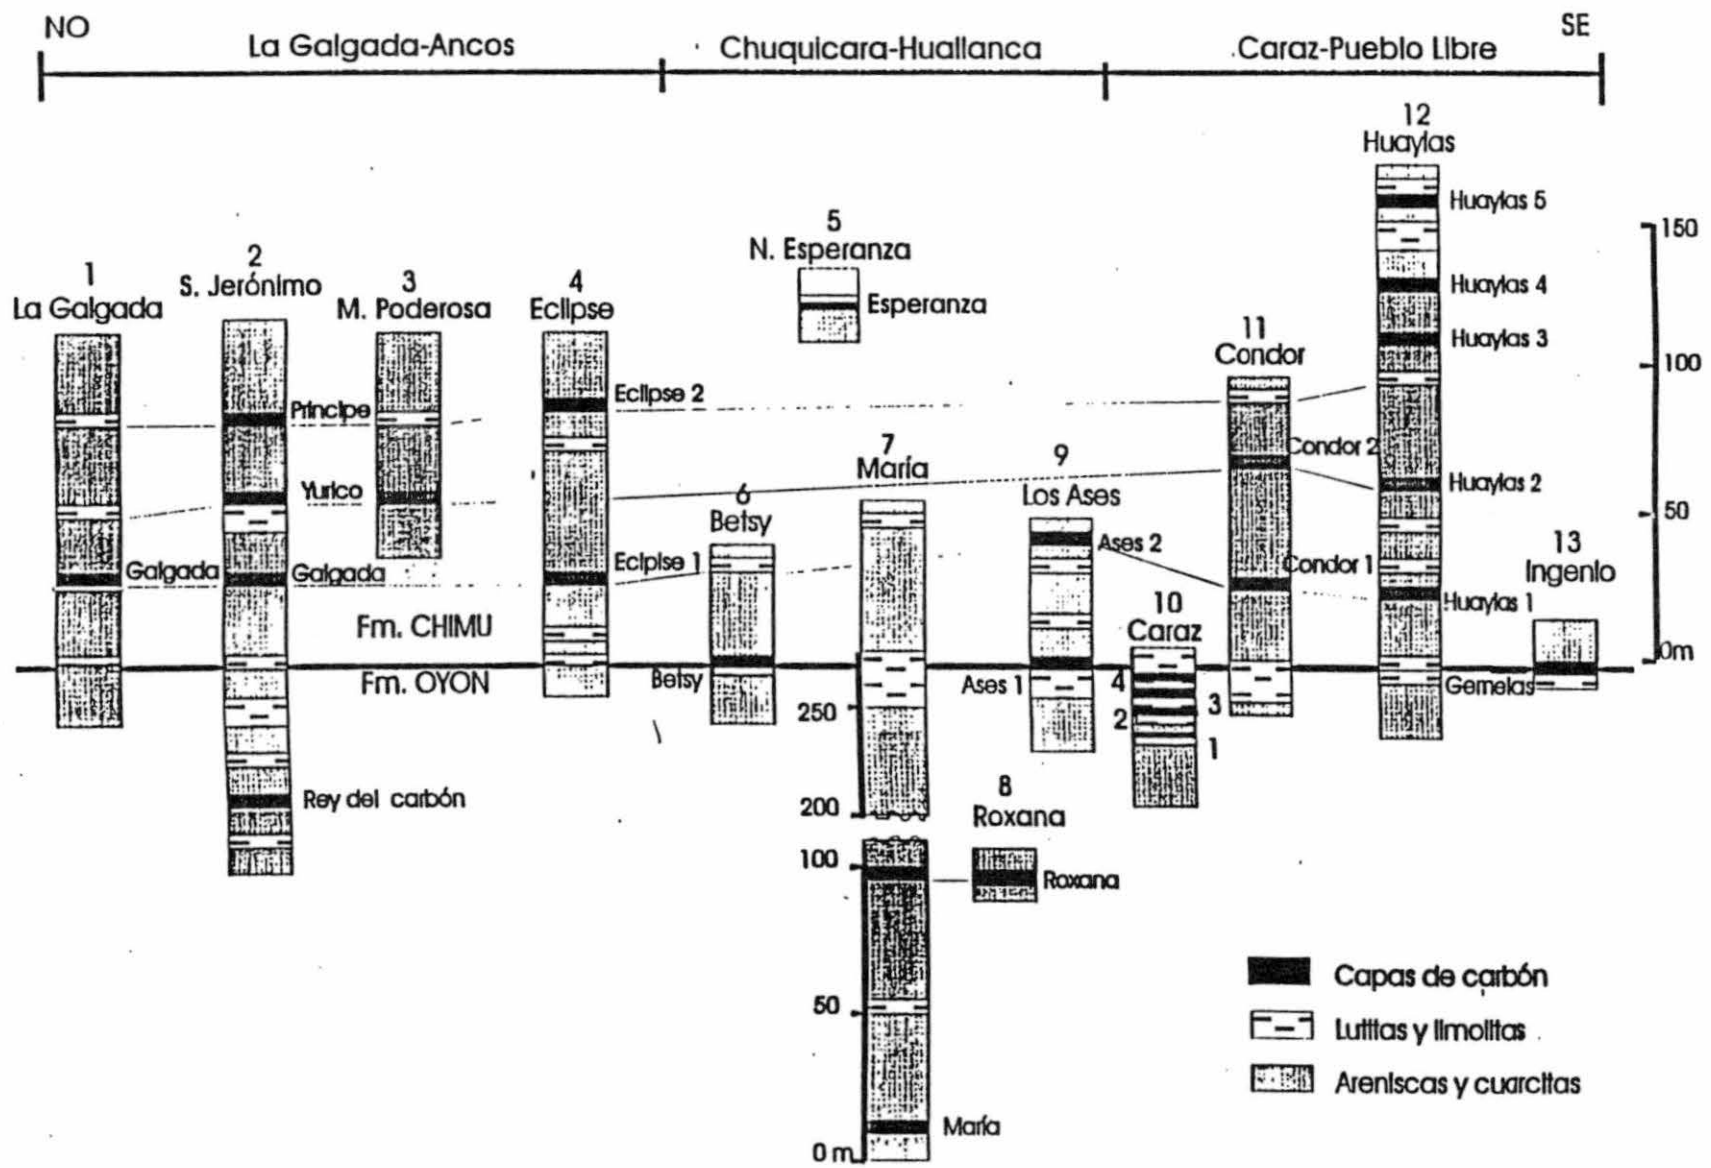 NO
SE
La Galgada-Ancos
Chuquicara-Huallanca
Caraz-Pueblo Libre
12
Huaylas
Huaylas 5
150
5
N. Esperanza
Esperanza
1
La Galgada
2
S. Jerónimo
3
M. Poderosa
4
Eclipse
Huaylas 4
11
Condor
Huaylas 3
100
Príncipe
Eclipse 2
7
María
9
Los Ases
Condor 2
Yurico
6
Betsy
Huaylas 2
50
Galgada
Galgada
Eclipse 1
Ases 2
Condor 1
13
Ingenio
10
Caraz
Huaylas 1
Fm. CHIMU
0m
Fm. OYON
Betsy
Ases 1
4
3
2
1
Gemelas
250
Rey del carbón
200
8
Roxana
100
Roxana
50
Capas de carbón
Lutitas y limolitas
Areniscas y cuarcitas
María
0 m